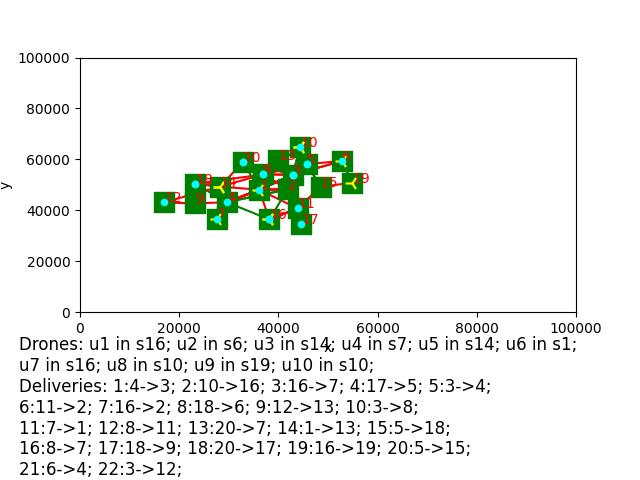 100000
80000
60000
40000
20000
0
y
0 20000 40000 60000 80000 100000
x
Drones: u1 in s16; u2 in s6; u3 in s14; u4 in s7; u5 in s14; u6 in s1;
u7 in s16; u8 in s10; u9 in s19; u10 in s10;
Deliveries: 1:4->3; 2:10->16; 3:16->7; 4:17->5; 5:3->4;
6:11->2; 7:16->2; 8:18->6; 9:12->13; 10:3->8;
11:7->1; 12:8->11; 13:20->7; 14:1->13; 15:5->18;
16:8->7; 17:18->9; 18:20->17; 19:16->19; 20:5->15;
21:6->4; 22:3->12;